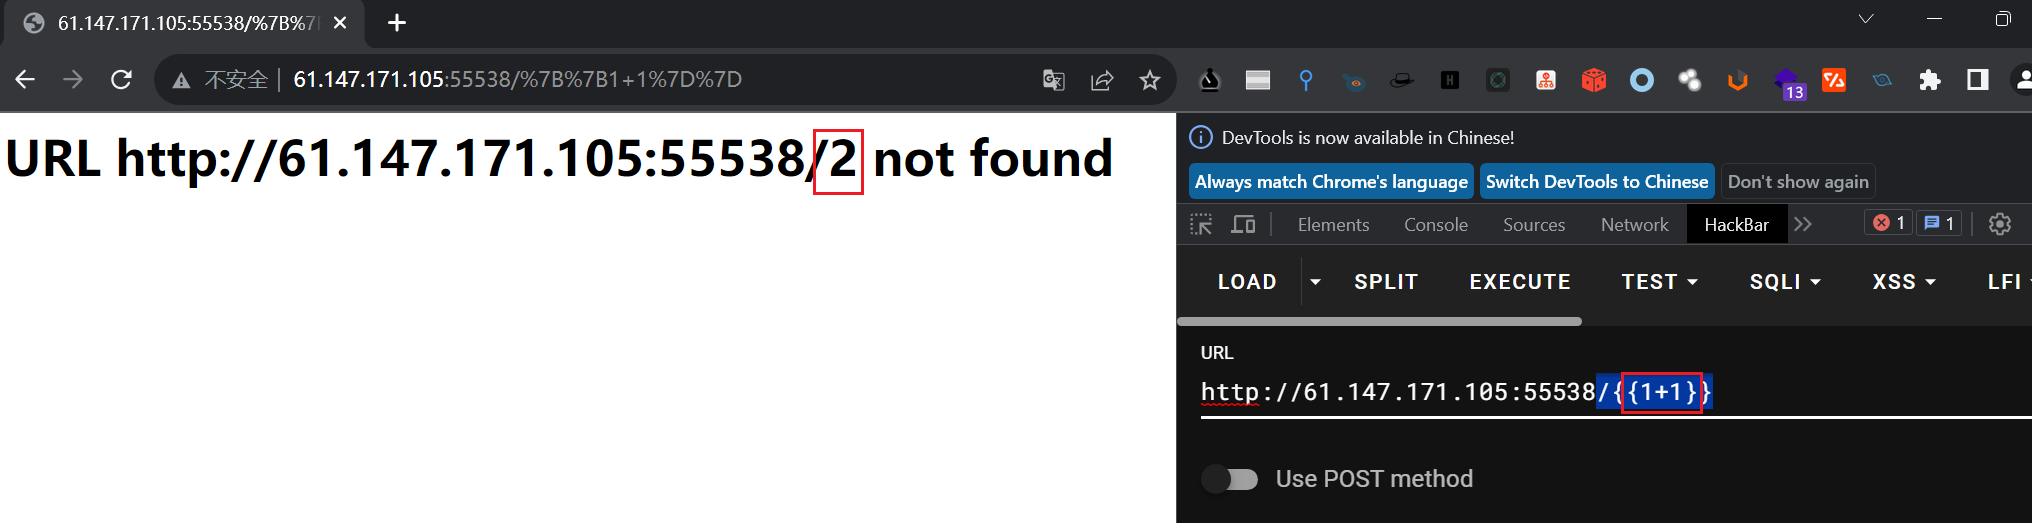 61.147.171.105:55538/%7B%7
不安全 61.147.171.105:55538/%7B%7B1+1%7D%7D
13
URL http://61.147.171.105:55538/2 not found
DevTools is now available in Chinese!
Always match Chrome's language Switch DevTools to Chinese Don't show again
Elements Console Sources Network HackBar 1 1
LOAD SPLIT EXECUTE TEST SQLI XSS LFI
URL
http://61.147.171.105:55538/{{1+1}}
Use POST method